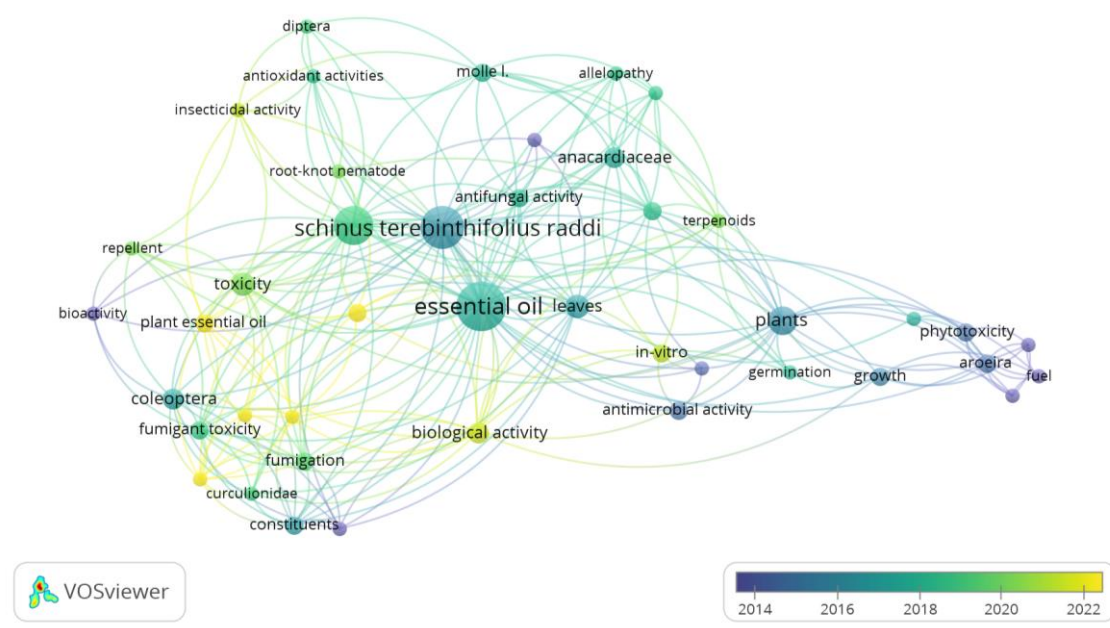 diptera
molle l.
allelopathy
antioxidant activities
insecticidal activity
anacardiaceae
root-knot nematode
antifungal activity
schinus terebinthifolius raddi
terpenoids
repellent
toxicity
essential oil
leaves
bioactivity
plant essential oil
plants
phytotoxicity
in-vitro
aroeira
germination
growth
fuel
coleoptera
antimicrobial activity
fumigant toxicity
biological activity
fumigation
curculionidae
constituents
VOSviewer
2014 2016 2018 2020 2022